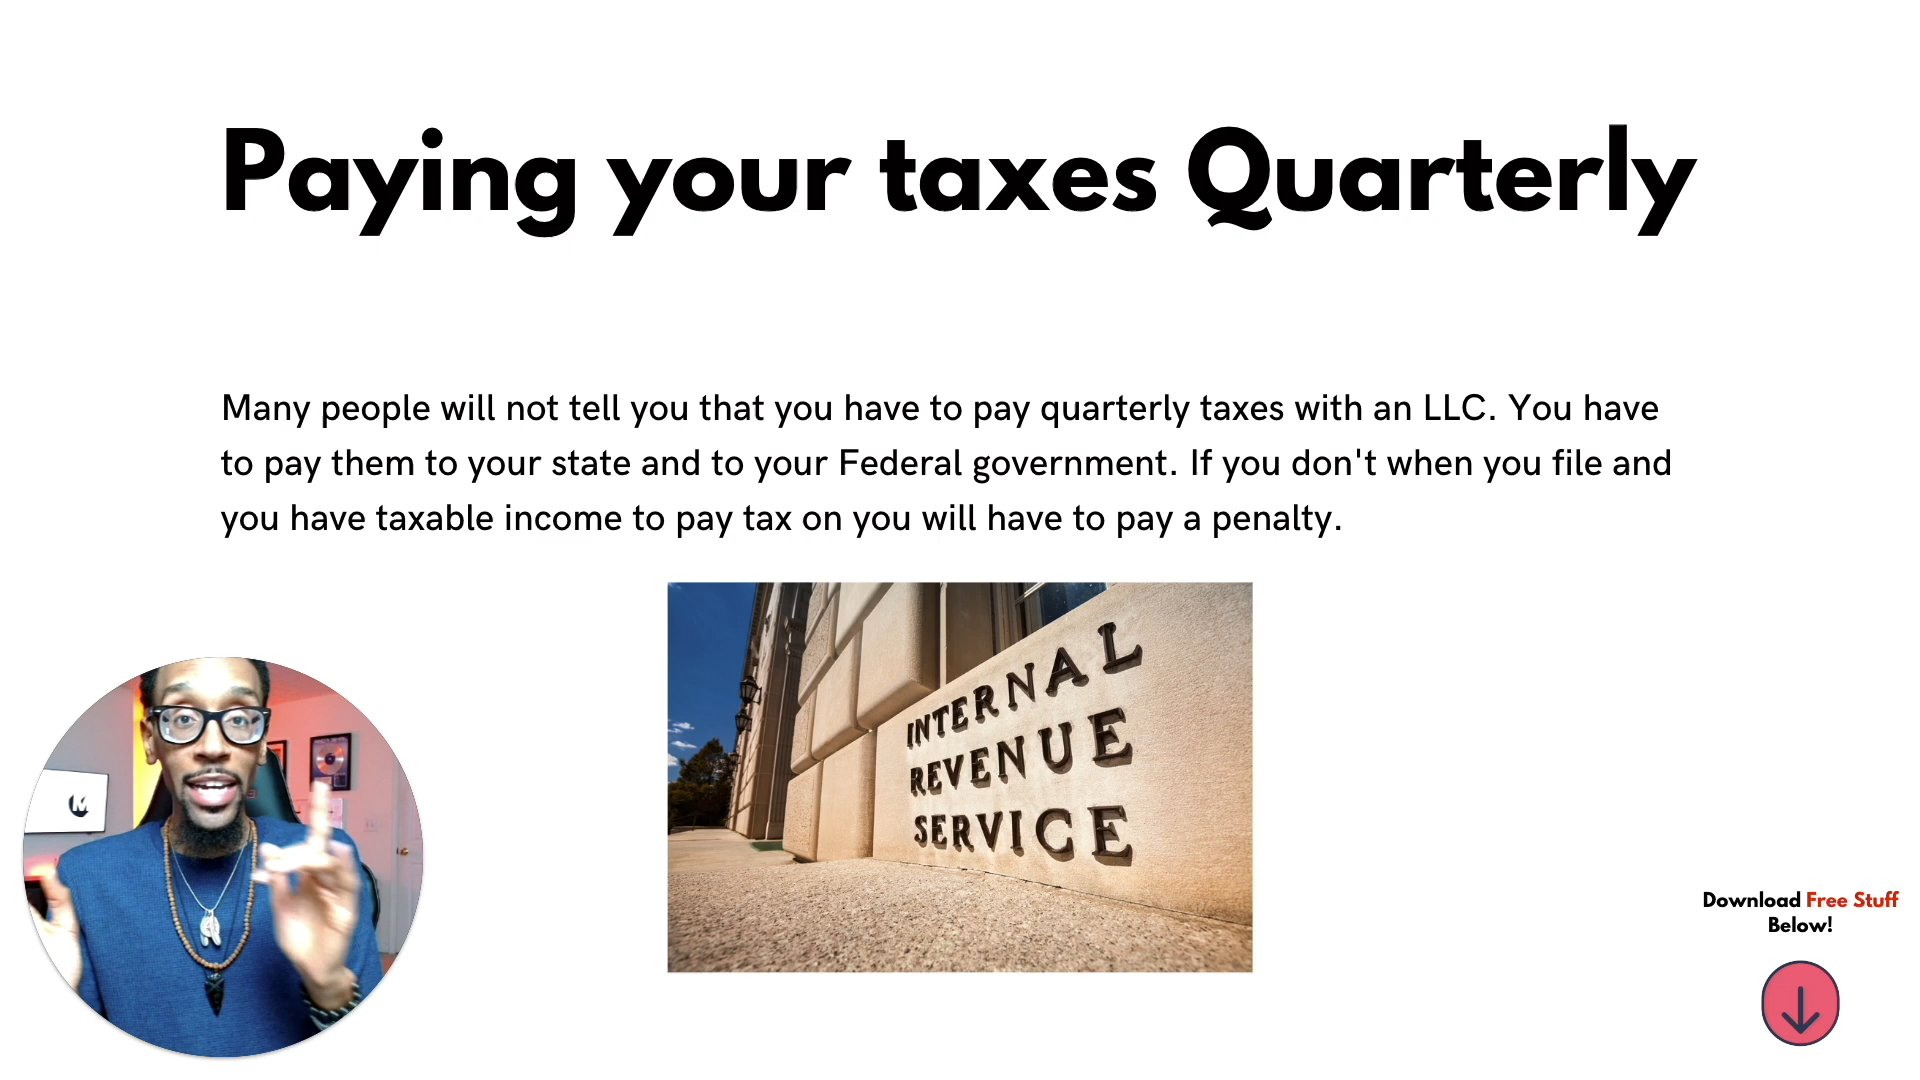 Paying your taxes Quarterly
Many people will not tell you that you have to pay quarterly taxes with an LLC. You have
to pay them to your state and to your Federal government. If you don't when you file and
you have taxable income to pay tax on you will have to pay a penalty.
INTERNAL
REVENUE
SERVICE
M
Download Free Stuff
Below!